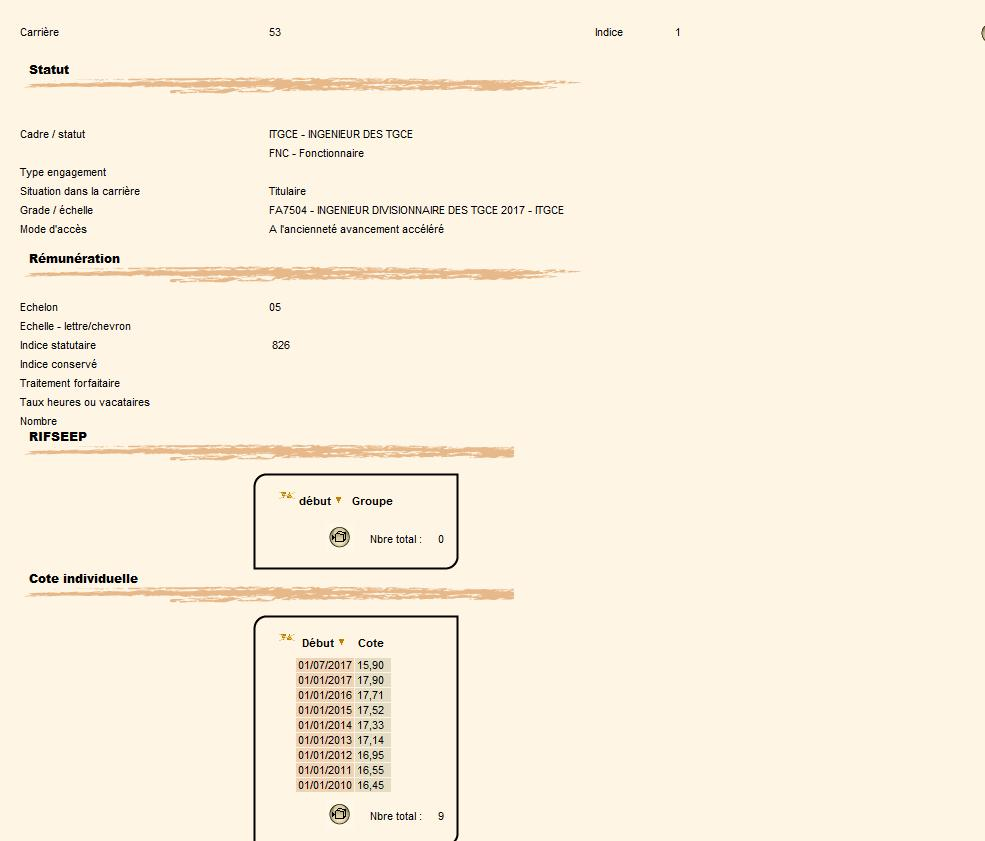 Carrière 53 Indice 1
Statut
Cadre / statut ITGCE - INGENIEUR DES TGCE
FNC - Fonctionnaire
Type engagement
Situation dans la carrière Titulaire
Grade / échelle FA7504 - INGENIEUR DIVISIONNAIRE DES TGCE 2017 - ITGCE
Mode d'accès A l'ancienneté avancement accéléré
Rémunération
Echelon 05
Echelle - lettre/chevron
Indice statutaire 826
Indice conservé
Traitement forfaitaire
Taux heures ou vacataires
Nombre
RIFSEEP
début Groupe
Nbre total : 0
Cote individuelle
Début Cote
01/07/2017 15,90
01/01/2017 17,90
01/01/2016 17,71
01/01/2015 17,52
01/01/2014 17,33
01/01/2013 17,14
01/01/2012 16,95
01/01/2011 16,55
01/01/2010 16,45
Nbre total : 9